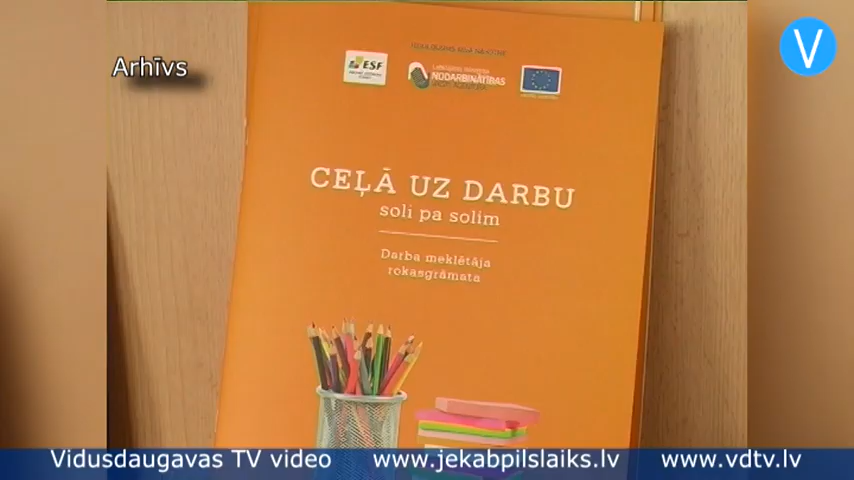 Arhīvs
V
ESF
NODARBINĀTĪBAS
CEĻĀ UZ DARBU
soli pa solim
Darba meklētāja
rokasgrāmata
Vidusdaugavas TV video www.jekabpilslaiks.lv www.vdtv.lv